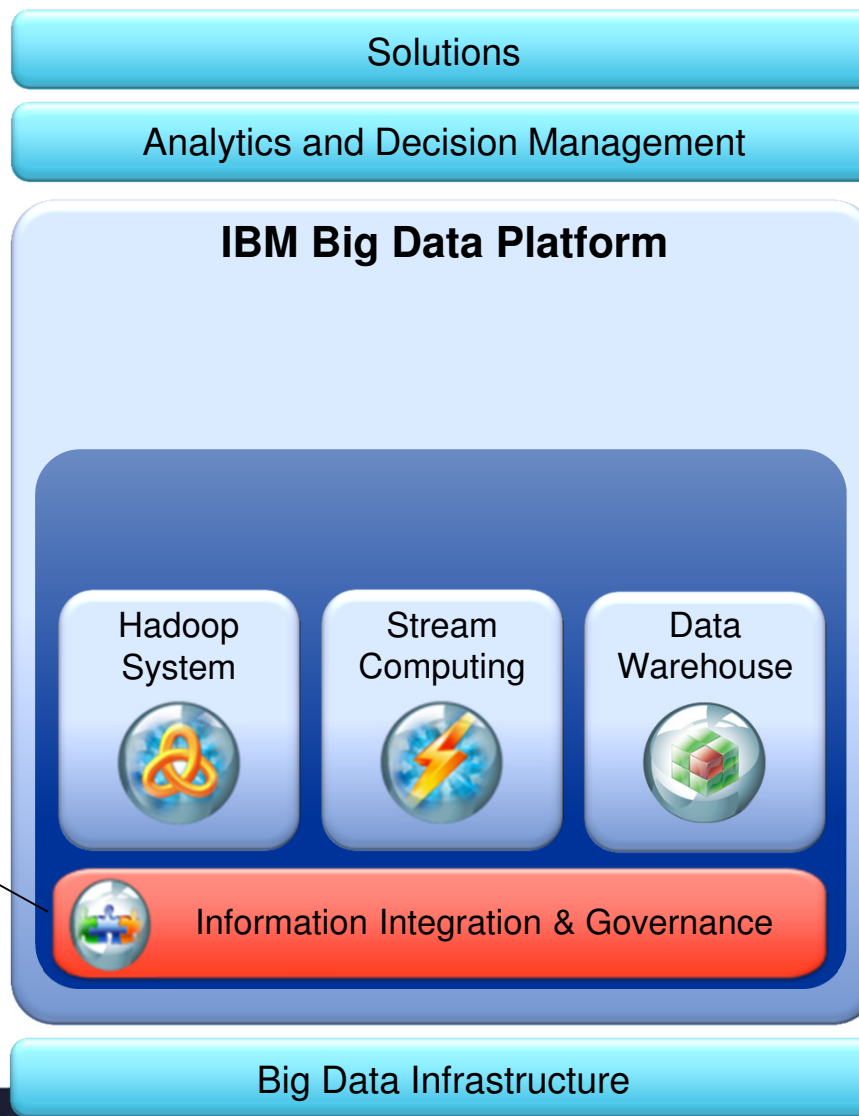 Solutions
Analytics and Decision Management
IBM Big Data Platform
Hadoop
System
Stream
Computing
Data
Warehouse
Information Integration & Governance
Big Data Infrastructure